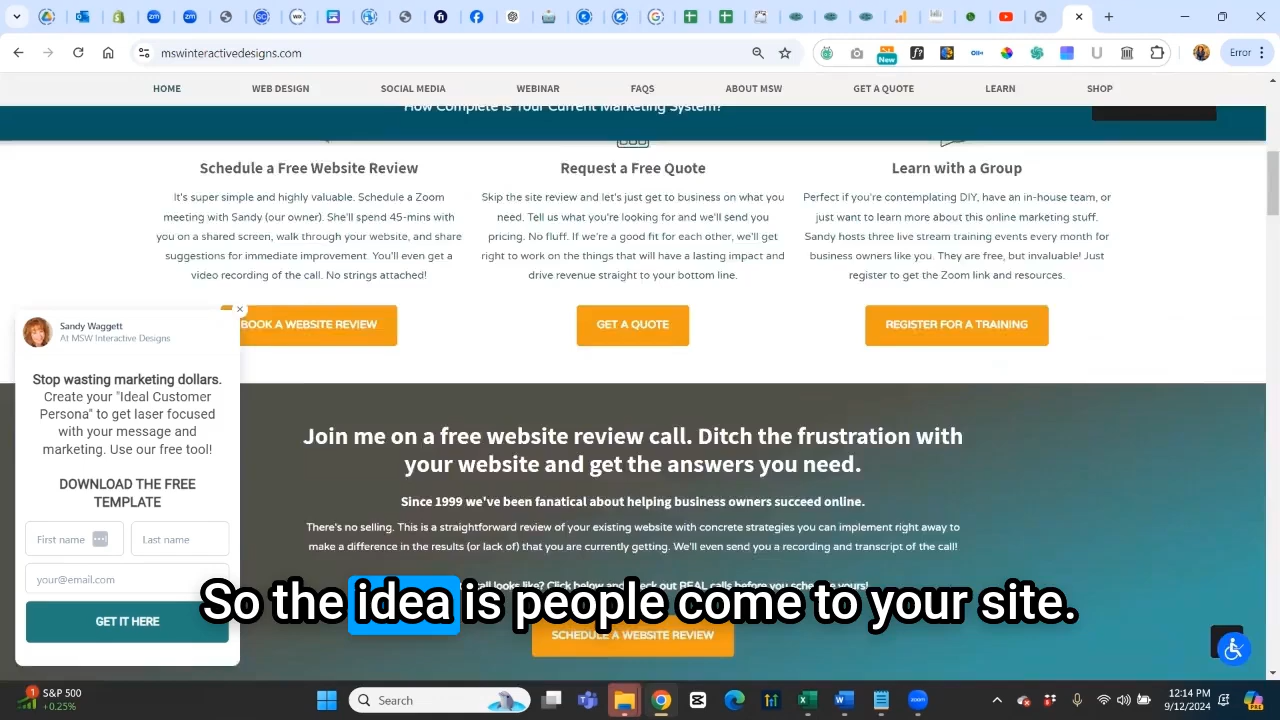 mswinteractivedesigns.com
New
Error
HOME
WEB DESIGN
SOCIAL MEDIA
WEBINAR
FAQS
ABOUT MSW
GET A QUOTE
LEARN
SHOP
How Complete is Your Current Marketing System?
Schedule a Free Website Review
It's super simple and highly valuable. Schedule a Zoom
meeting with Sandy (our owner). She'll spend 45-mins with
you on a shared screen, walk through your website, and share
suggestions for immediate improvement. You'll even get a
video recording of the call. No strings attached!
BOOK A WEBSITE REVIEW
Request a Free Quote
Skip the site review and let's just get to business on what you
need. Tell us what you're looking for and we'll send you
pricing. No fluff. If we're a good fit for each other, we'll get
right to work on the things that will have a lasting impact and
drive revenue straight to your bottom line.
GET A QUOTE
Learn with a Group
Perfect if you're contemplating DIY, have an in-house team, or
just want to learn more about this online marketing stuff.
Sandy hosts three live stream training events every month for
business owners like you. They are free, but invaluable! Just
register to get the Zoom link and resources.
REGISTER FOR A TRAINING
Sandy Waggett
At MSW Interactive Designs
Stop wasting marketing dollars.
Create your "Ideal Customer
Persona" to get laser focused
with your message and
marketing. Use our free tool!
DOWNLOAD THE FREE
TEMPLATE
First name
Last name
your@email.com
GET IT HERE
Join me on a free website review call. Ditch the frustration with
your website and get the answers you need.
Since 1999 we've been fanatical about helping business owners succeed online.
There's no selling. This is a straightforward review of your existing website with concrete strategies you can implement right away to
make a difference in the results (or lack of) that you are currently getting. We'll even send you a recording and transcript of the call!
call looks like? Click below and check out REAL calls before you schedule yours!
So the idea is people come to your site.
SCHEDULE A WEBSITE REVIEW
1
S&P 500
+0.25%
Search
12:14 PM
9/12/2024